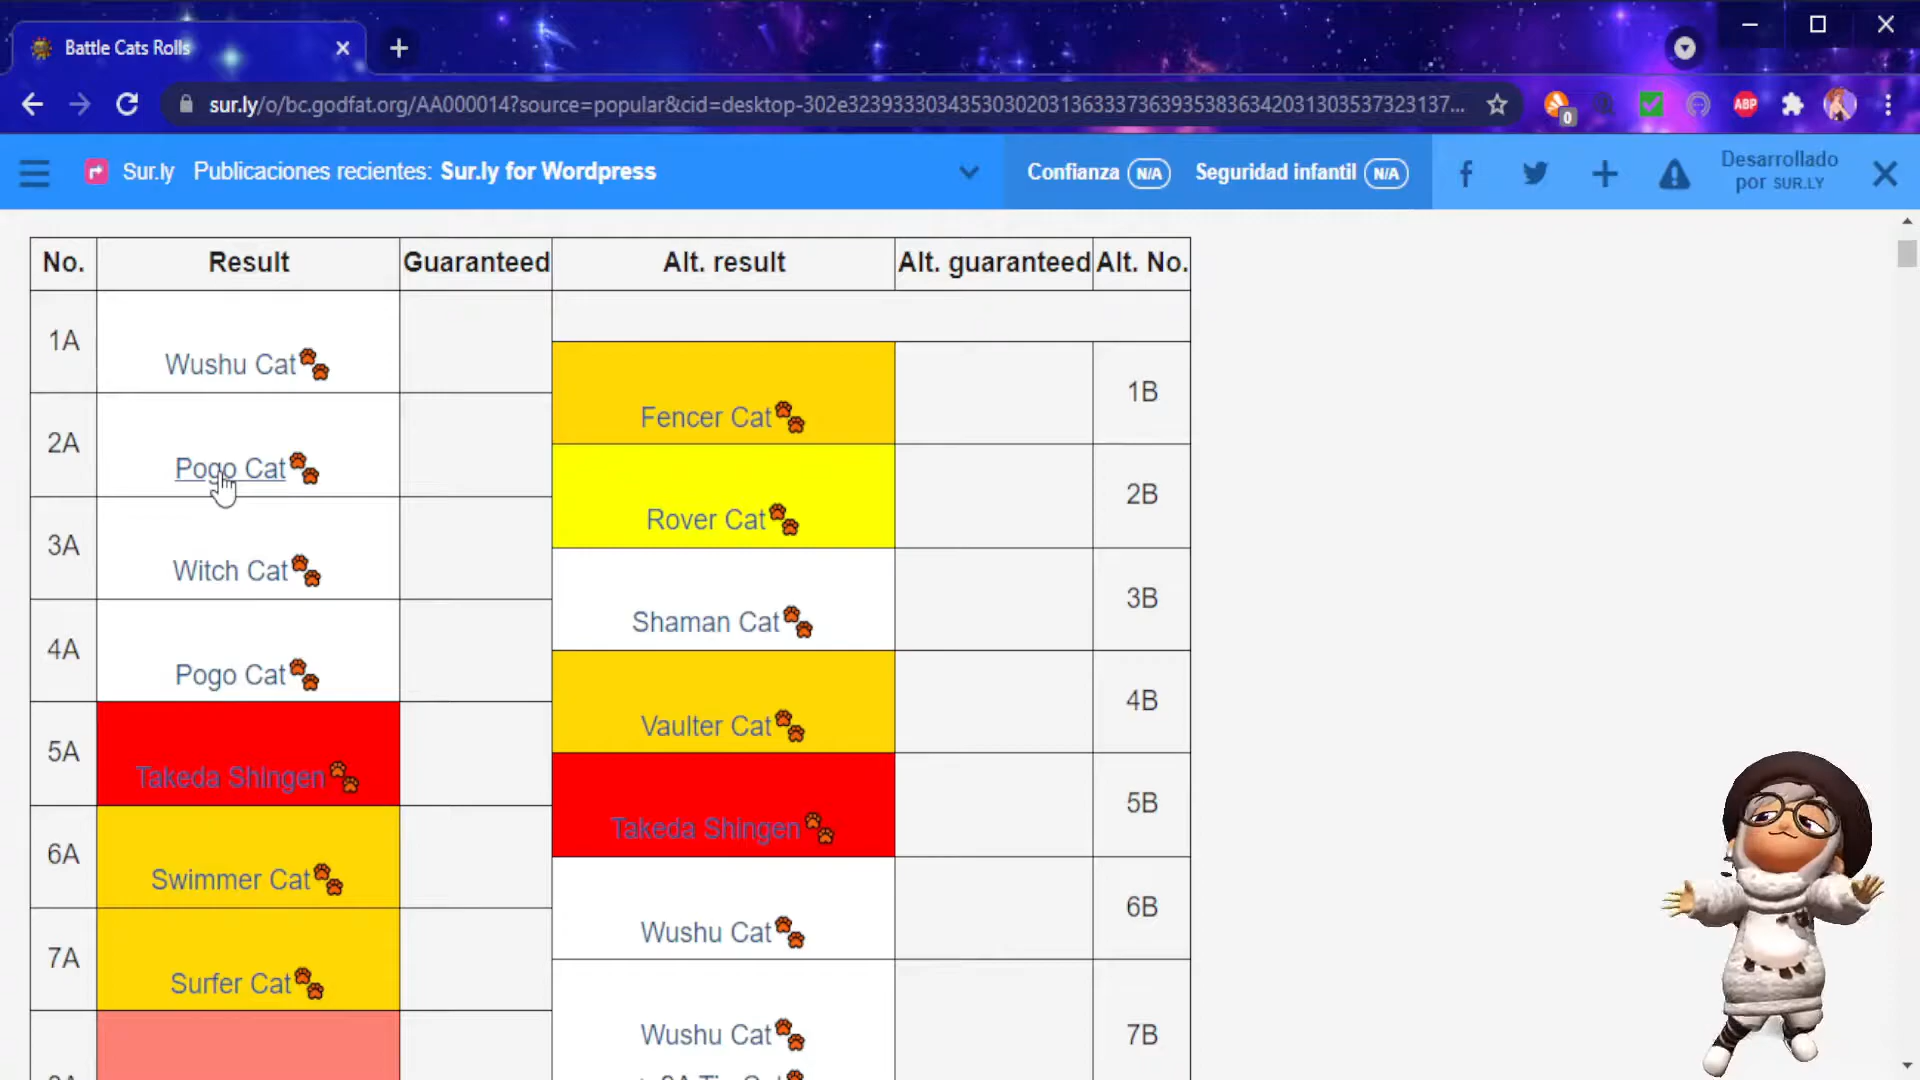 Battle Cats Rolls
sur.ly/o/bc.godfat.org/AA000014?source=popular&cid=desktop-302e323933303435303020313633373639353836342031303537323137...
0
ABP
Sur.ly Publicaciones recientes: Sur.ly for Wordpress
Confianza N/A Seguridad infantil N/A
Desarrollado
por SUR.LY
No. Result Guaranteed Alt. result Alt. guaranteed Alt. No.
1A Wushu Cat
Fencer Cat 1B
2A Pogo Cat
Rover Cat 2B
3A Witch Cat
Shaman Cat 3B
4A Pogo Cat
Vaulter Cat 4B
5A Takeda Shingen
Takeda Shingen 5B
6A Swimmer Cat
Wushu Cat 6B
7A Surfer Cat
Wushu Cat 7B